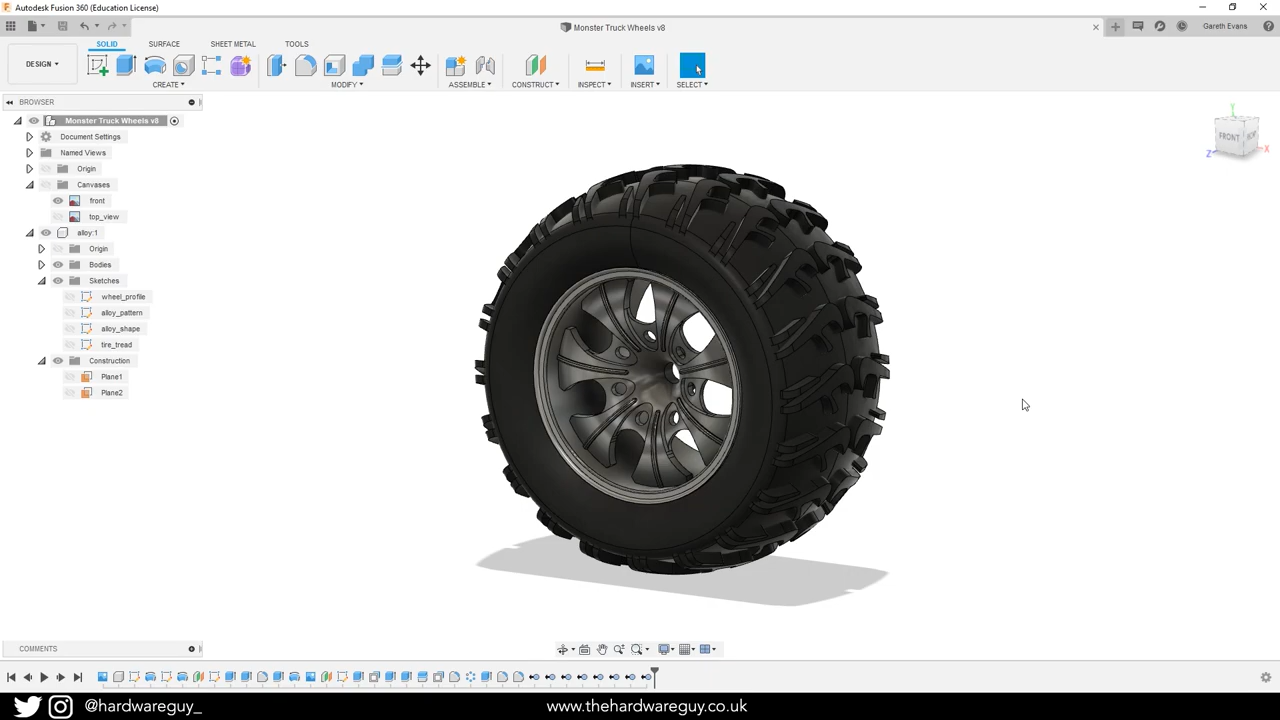 Autodesk Fusion 360 (Education License)
Monster Truck Wheels v8
Gareth Evans
SOLID SURFACE SHEET METAL TOOLS
DESIGN
CREATE MODIFY ASSEMBLE CONSTRUCT INSPECT INSERT SELECT
BROWSER
Monster Truck Wheels v8
Document Settings
Named Views
Origin
Canvases
front
top_view
alloy:1
Origin
Bodies
Sketches
wheel_profile
alloy_pattern
alloy_shape
tire_tread
Construction
Plane1
Plane2
Y
FRONT
Z
X
COMMENTS
@hardwareguy_
www.thehardwareguy.co.uk